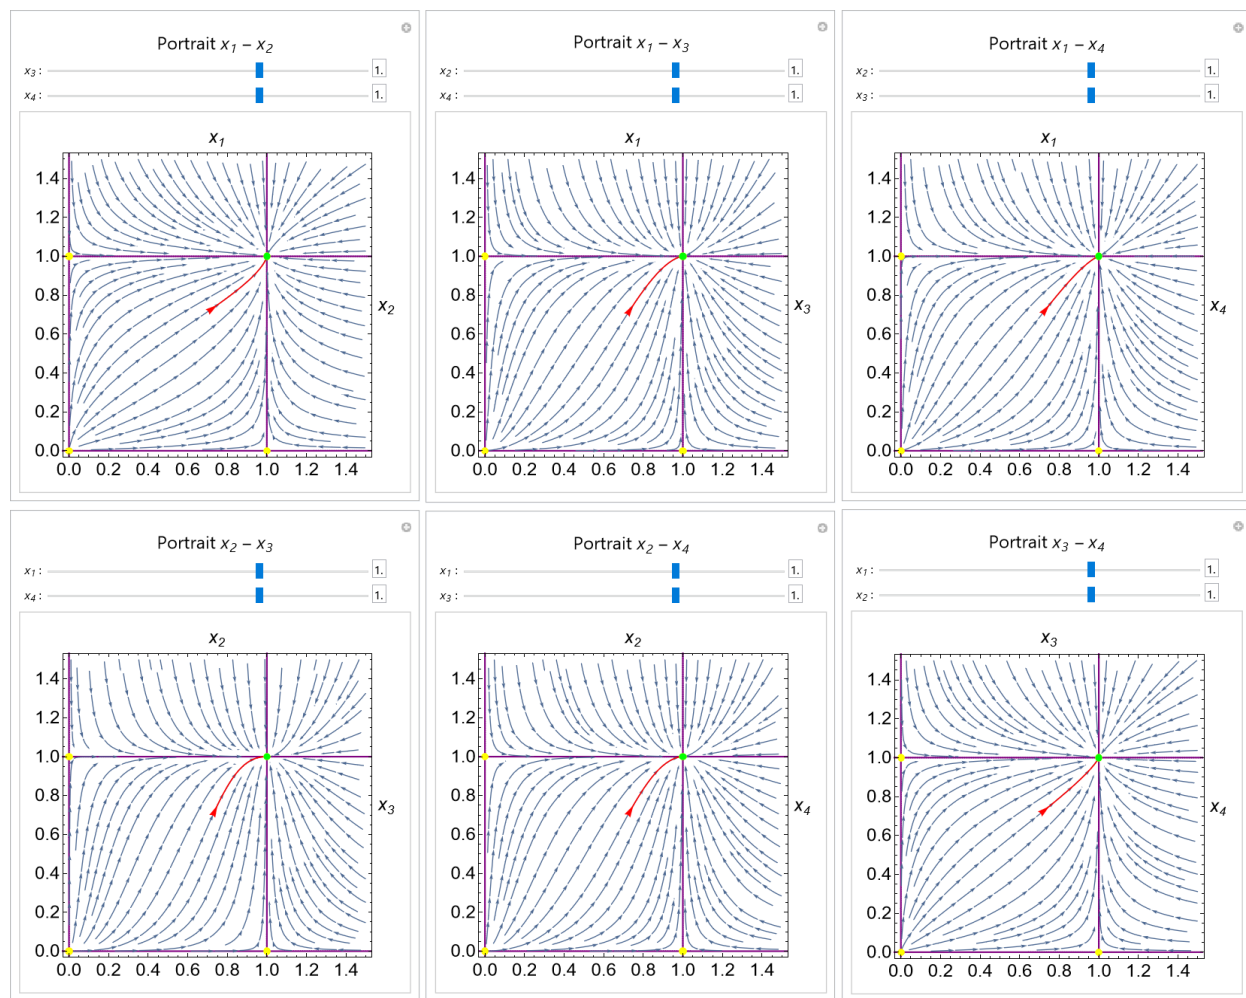 Portrait x₁ − x₂
x₃ : 1.
x₄ : 1.
x₁
1.4
1.2
1.0
0.8
x₂
0.6
0.4
0.2
0.0
0.0 0.2 0.4 0.6 0.8 1.0 1.2 1.4
Portrait x₁ − x₃
x₂ : 1.
x₄ : 1.
x₁
1.4
1.2
1.0
0.8
x₃
0.6
0.4
0.2
0.0
0.0 0.2 0.4 0.6 0.8 1.0 1.2 1.4
Portrait x₁ − x₄
x₂ : 1.
x₃ : 1.
x₁
1.4
1.2
1.0
0.8
x₄
0.6
0.4
0.2
0.0
0.0 0.2 0.4 0.6 0.8 1.0 1.2 1.4
Portrait x₂ − x₃
x₁ : 1.
x₄ : 1.
x₂
1.4
1.2
1.0
0.8
x₃
0.6
0.4
0.2
0.0
0.0 0.2 0.4 0.6 0.8 1.0 1.2 1.4
Portrait x₂ − x₄
x₁ : 1.
x₃ : 1.
x₂
1.4
1.2
1.0
0.8
x₄
0.6
0.4
0.2
0.0
0.0 0.2 0.4 0.6 0.8 1.0 1.2 1.4
Portrait x₃ − x₄
x₁ : 1.
x₂ : 1.
x₃
1.4
1.2
1.0
0.8
x₄
0.6
0.4
0.2
0.0
0.0 0.2 0.4 0.6 0.8 1.0 1.2 1.4